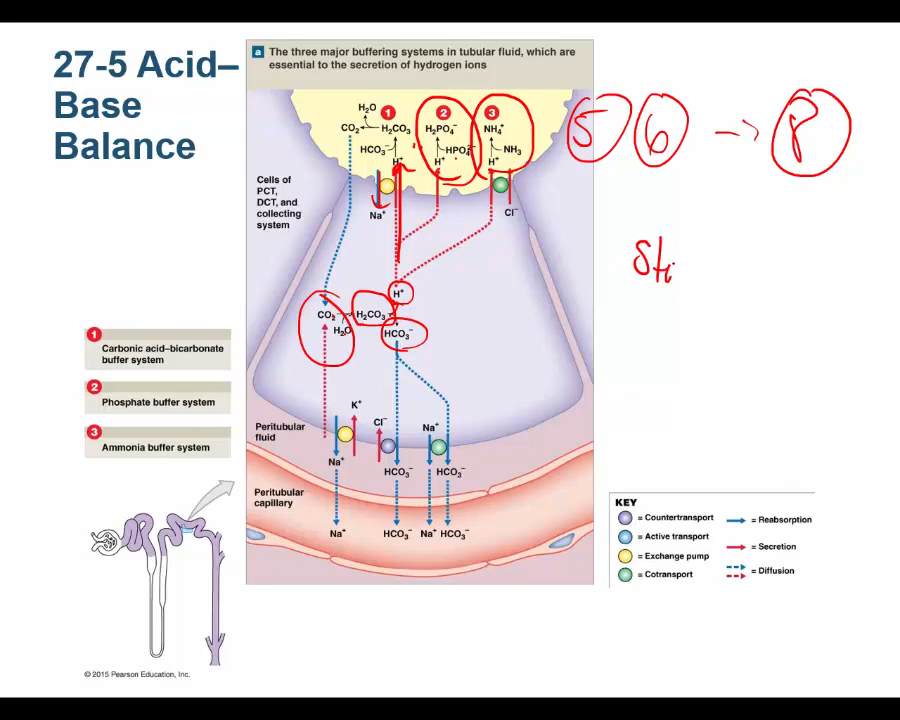 27-5 Acid–
Base
Balance
a The three major buffering systems in tubular fluid, which are
essential to the secretion of hydrogen ions
H₂O
1
2
3
CO₂
H₂CO₃
H₂PO₄⁻
NH₄⁺
HCO₃⁻
HPO₄²⁻
NH₃
H⁺
H⁺
H⁺
5 6 → 8
Cells of
PCT,
DCT, and
collecting
system
Na⁺
Cl⁻
H⁺
CO₂
H₂CO₃
H₂O
HCO₃⁻
1
Carbonic acid–bicarbonate
buffer system
2
Phosphate buffer system
3
Ammonia buffer system
K⁺
Cl⁻
Na⁺
Peritubular
fluid
Na⁺
HCO₃⁻
HCO₃⁻
Peritubular
capillary
Na⁺
HCO₃⁻
Na⁺
HCO₃⁻
KEY
= Countertransport
= Active transport
= Exchange pump
= Cotransport
= Reabsorption
= Secretion
= Diffusion
© 2015 Pearson Education, Inc.